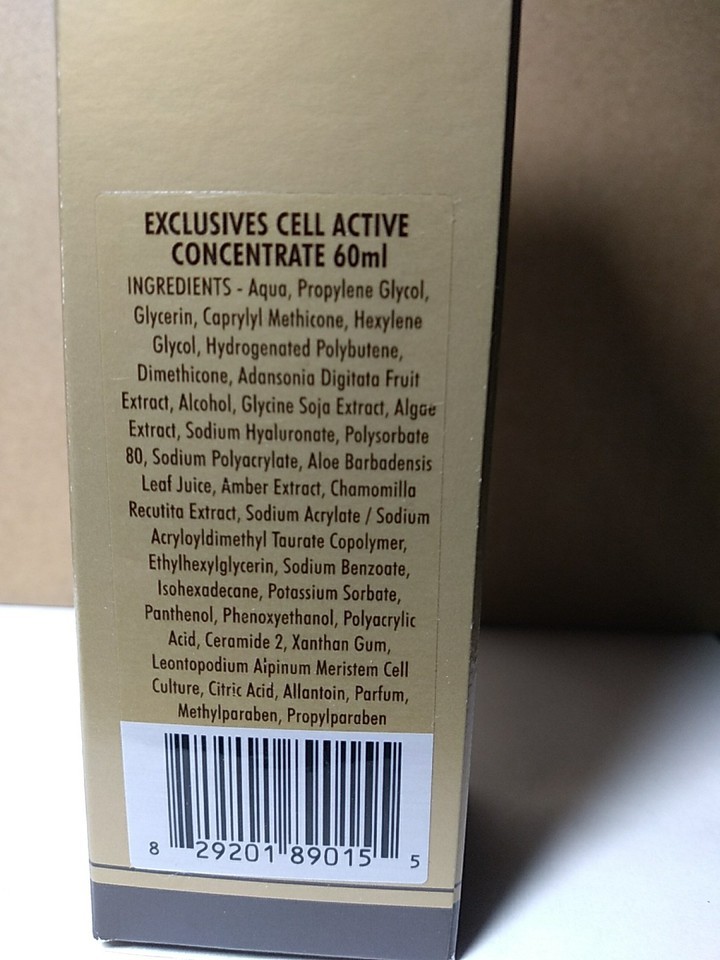 EXCLUSIVES CELL ACTIVE
CONCENTRATE 60ml
INGREDIENTS - Aqua, Propylene Glycol,
Glycerin, Caprylyl Methicone, Hexylene
Glycol, Hydrogenated Polybutene,
Dimethicone, Adansonia Digitata Fruit
Extract, Alcohol, Glycine Soja Extract, Algae
Extract, Sodium Hyaluronate, Polysorbate
80, Sodium Polyacrylate, Aloe Barbadensis
Leaf Juice, Amber Extract, Chamomilla
Recutita Extract, Sodium Acrylate / Sodium
Acryloyldimethyl Taurate Copolymer,
Ethylhexylglycerin, Sodium Benzoate,
Isohexadecane, Potassium Sorbate,
Panthenol, Phenoxyethanol, Polyacrylic
Acid, Ceramide 2, Xanthan Gum,
Leontopodium Alpinum Meristem Cell
Culture, Citric Acid, Allantoin, Parfum,
Methylparaben, Propylparaben
8 29201 89015 5